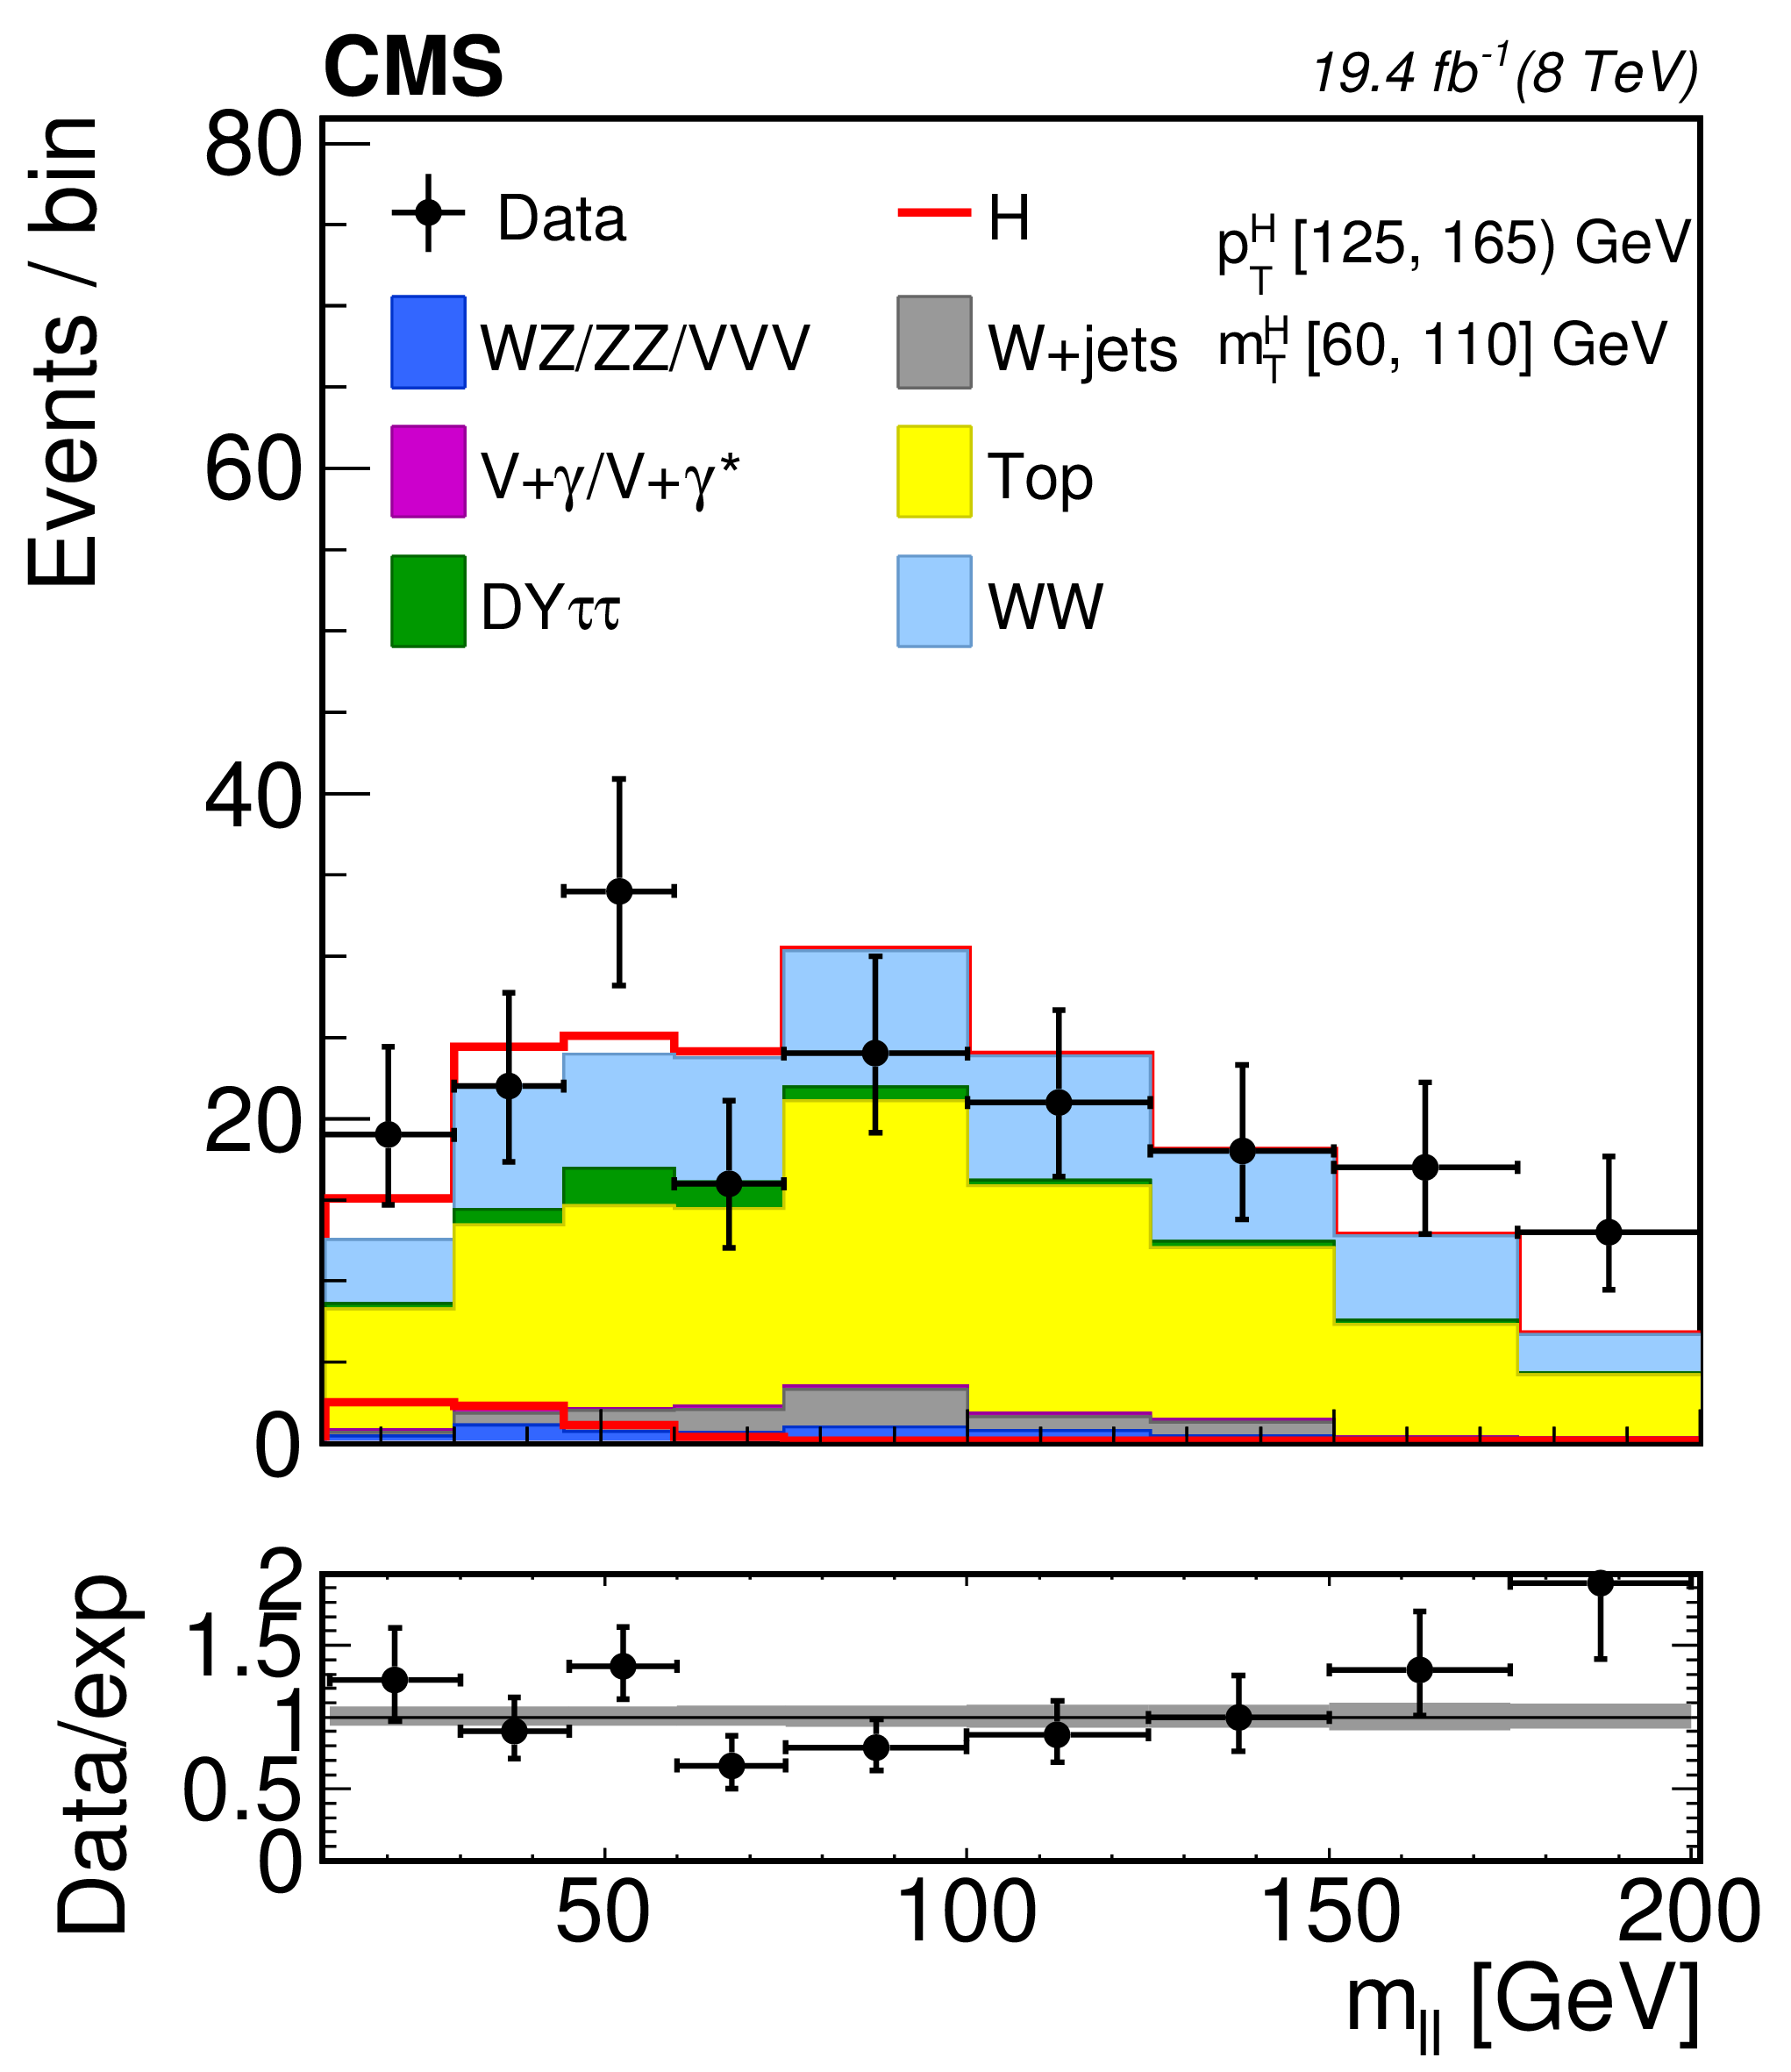 CMS 19.4 fb⁻¹(8 TeV)
Events / bin
80
60
40
20
0
Data
H
p_T^H [125, 165) GeV
WZ/ZZ/VVV
W+jets
m_T^H [60, 110] GeV
V+γ/V+γ*
Top
DYττ
WW
Data/exp
2
1.5
1
0.5
0
50 100 150 200
m_ll [GeV]